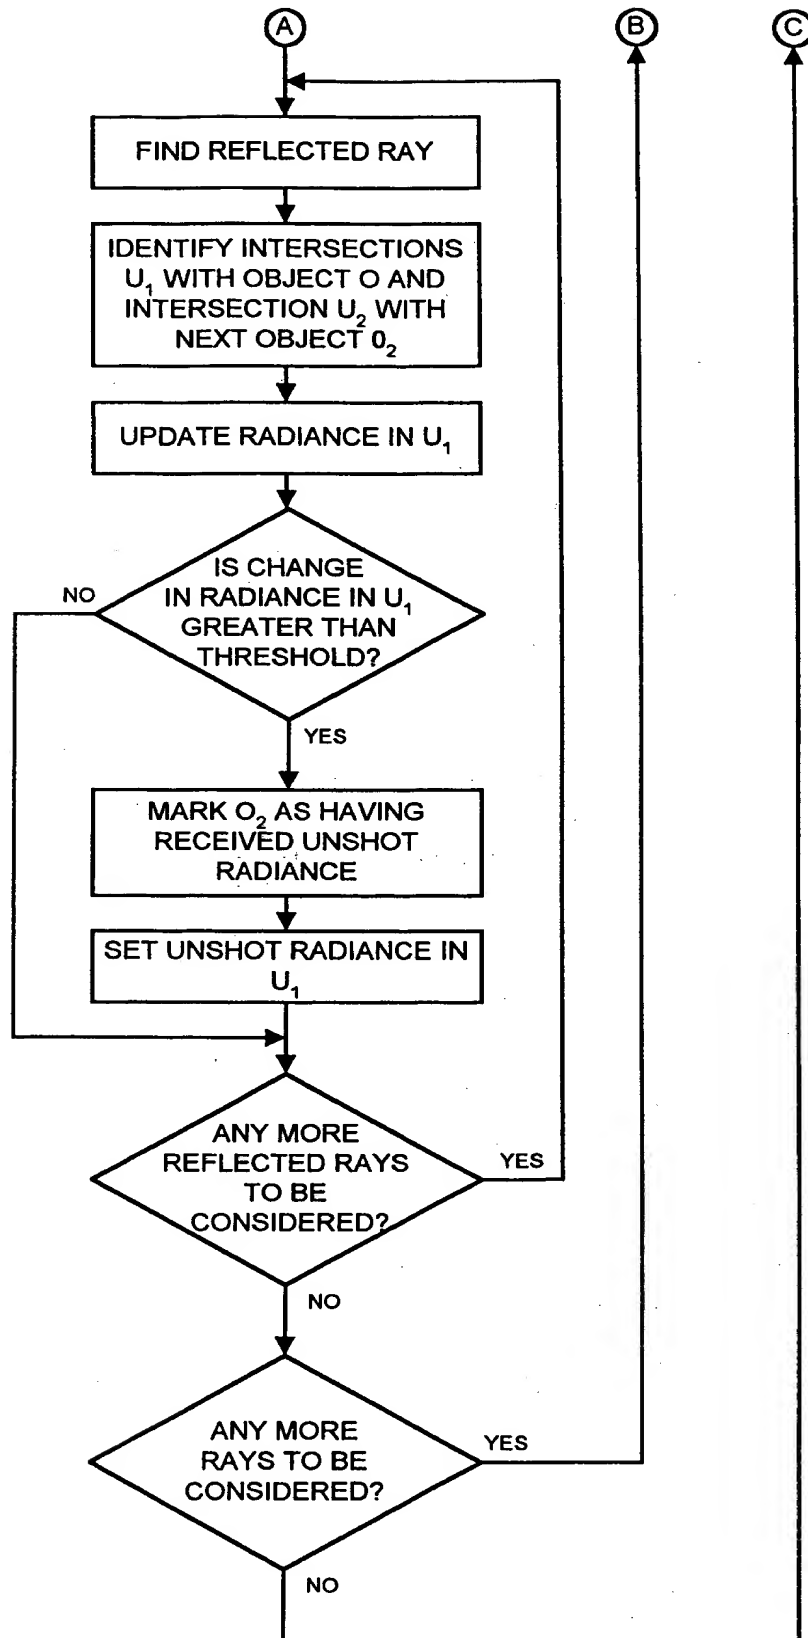 A
B
C
FIND REFLECTED RAY
IDENTIFY INTERSECTIONS
U₁ WITH OBJECT O AND
INTERSECTION U₂ WITH
NEXT OBJECT 0₂
UPDATE RADIANCE IN U₁
IS CHANGE
IN RADIANCE IN U₁
GREATER THAN
THRESHOLD?
NO
YES
MARK O₂ AS HAVING
RECEIVED UNSHOT
RADIANCE
SET UNSHOT RADIANCE IN
U₁
ANY MORE
REFLECTED RAYS
TO BE
CONSIDERED?
YES
NO
ANY MORE
RAYS TO BE
CONSIDERED?
YES
NO